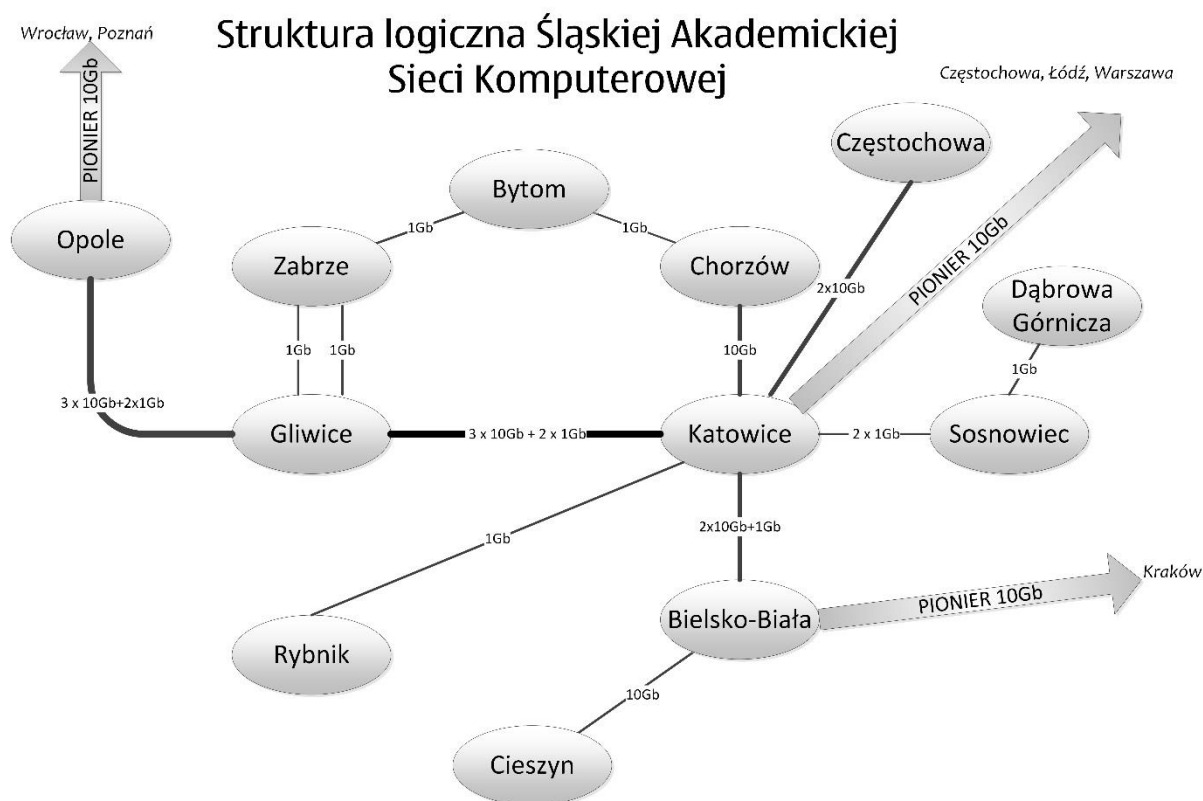 Struktura logiczna Śląskiej Akademickiej
Sieci Komputerowej
Wrocław, Poznań
PIONIER 10Gb
Częstochowa, Łódź, Warszawa
Częstochowa
Bytom
Opole
1Gb
1Gb
Zabrze
Chorzów
PIONIER 10Gb
2x10Gb
Dąbrowa
Górnicza
1Gb
1Gb
10Gb
1Gb
3 x 10Gb+2x1Gb
Gliwice
3 x 10Gb + 2 x 1Gb
Katowice
2 x 1Gb
Sosnowiec
2x10Gb+1Gb
1Gb
Kraków
PIONIER 10Gb
Bielsko-Biała
Rybnik
10Gb
Cieszyn